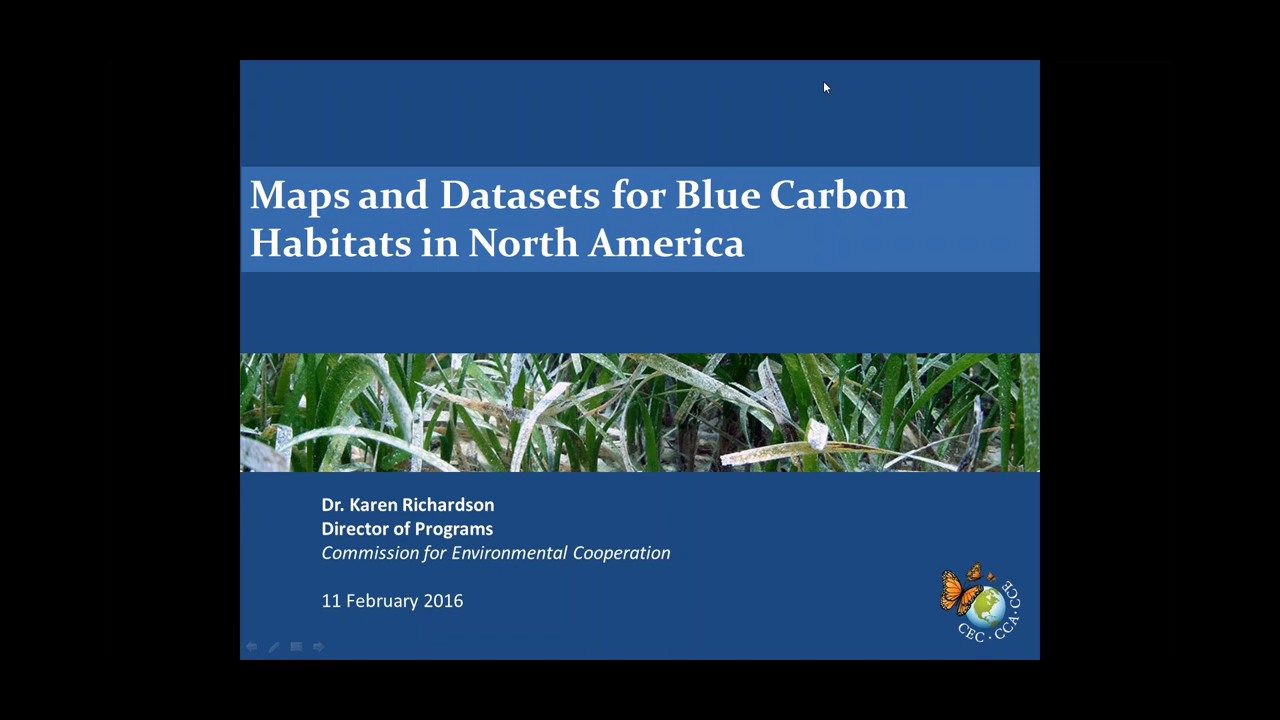 Maps and Datasets for Blue Carbon
Habitats in North America
Dr. Karen Richardson
Director of Programs
Commission for Environmental Cooperation
11 February 2016
CEC · CCA · CCE